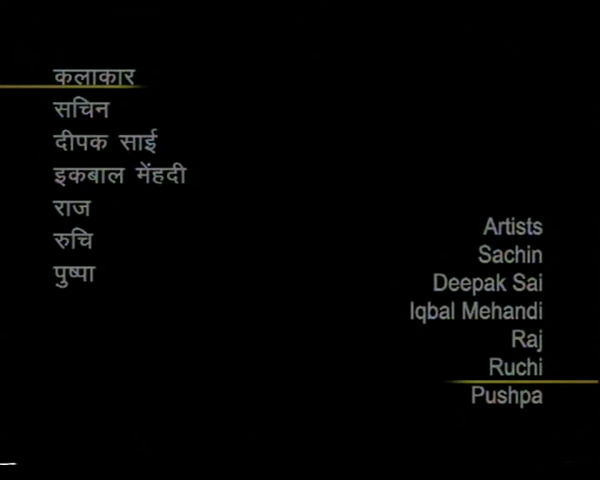 कलाकार
सचिन
दीपक साई
इकबाल मेंहदी
राज
रुचि
पुष्पा
Artists
Sachin
Deepak Sai
Iqbal Mehandi
Raj
Ruchi
Pushpa